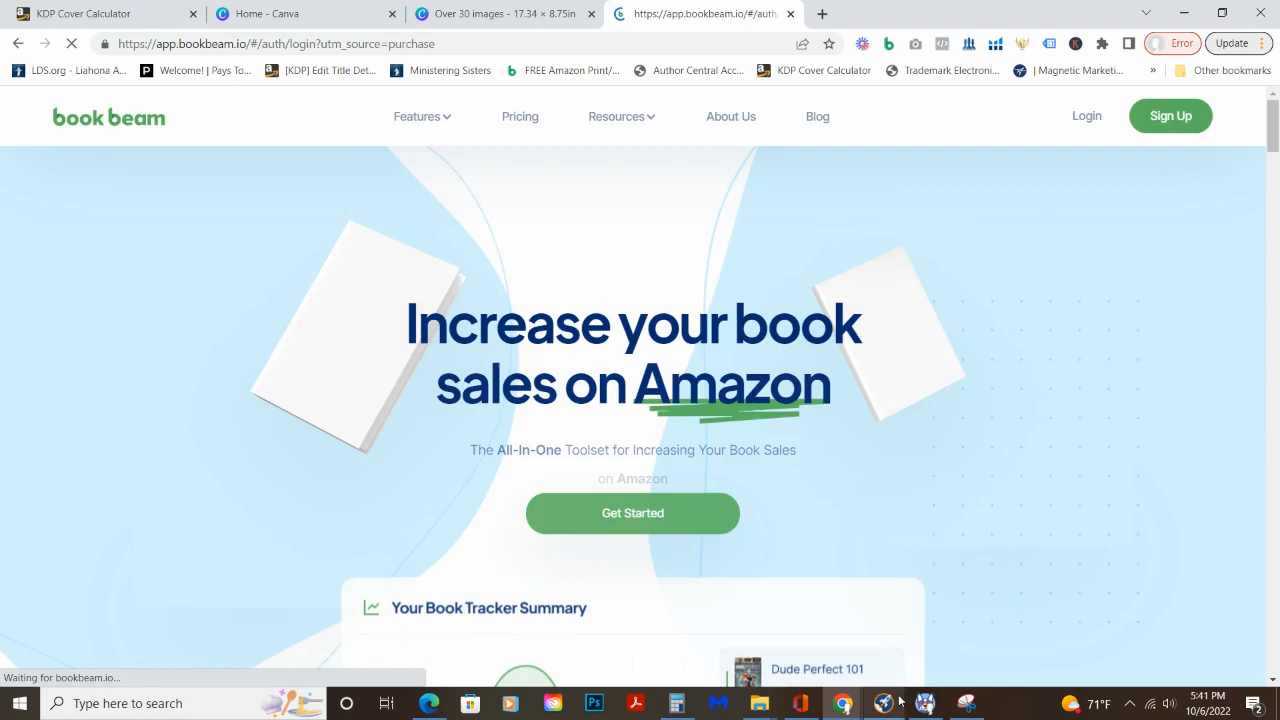 KDP Cover Calculator
Home - Canva
Over 30 images - 17.34 × 8.75in
https://app.bookbeam.io/#/auth
https://app.bookbeam.io/#/auth/login?utm_source=purchase
Error
Update
LDS.org - Liahona A...
Welcome! | Pays To...
[KDP] Edit Title Det...
Ministering Sisters
FREE Amazon Print/...
Author Central Acc...
KDP Cover Calculator
Trademark Electroni...
| Magnetic Marketi...
»
Other bookmarks
book beam
Features
Pricing
Resources
About Us
Blog
Login
Sign Up
Increase your book
sales on Amazon
The All-In-One Toolset for Increasing Your Book Sales
on Amazon
Get Started
Your Book Tracker Summary
Dude Perfect 101
Type here to search
71°F
5:41 PM
10/6/2022
2